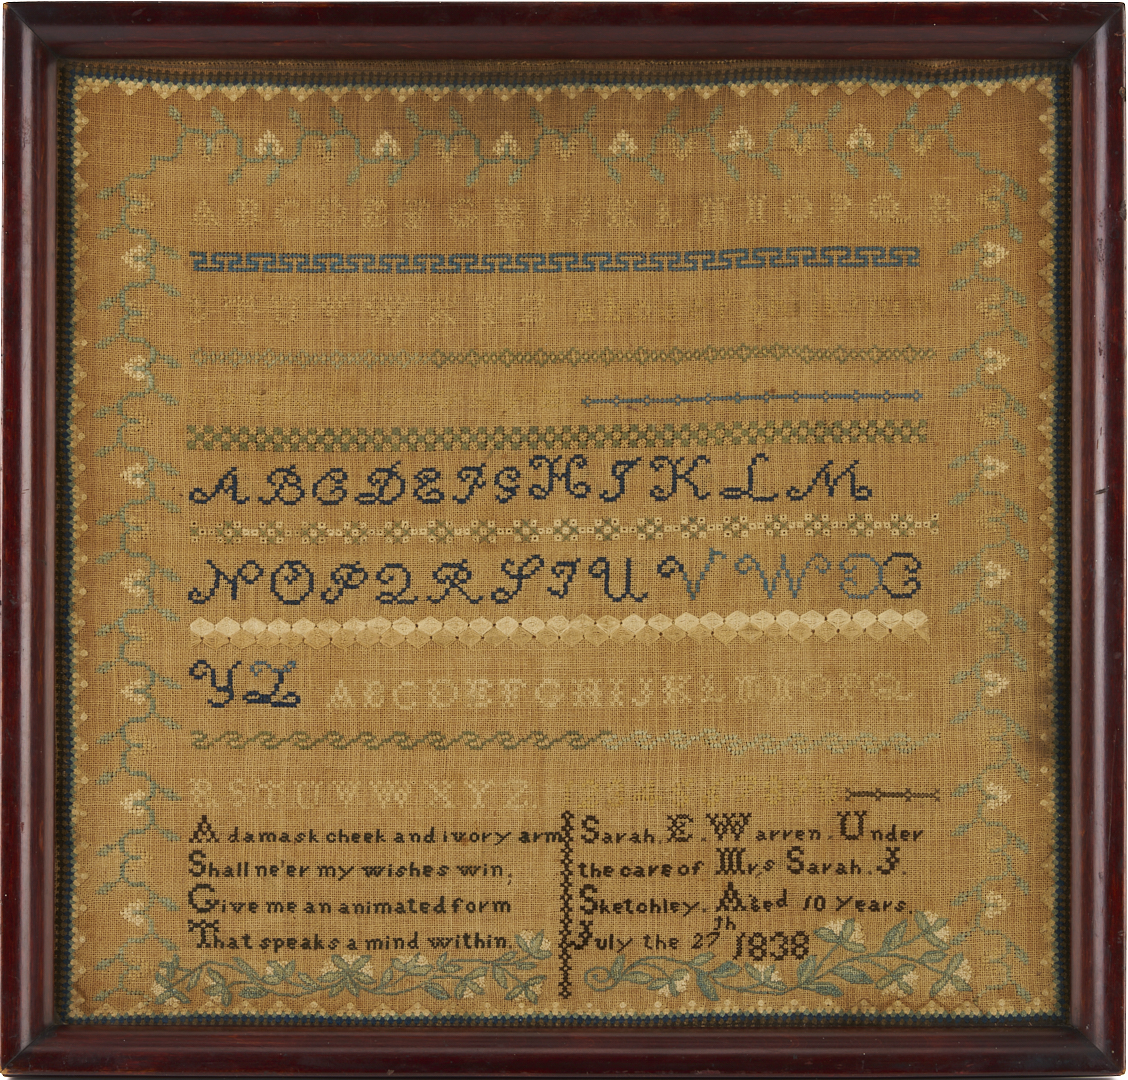 A B C D E F G H I J K L M N O P Q R
S T U V W X Y Z
A B C D E F G H I K L M
N O P Q R S T U V W X
Y Z A B C D E F G H I J K L M N O P Q
R S T U V W X Y Z
A damask cheek and ivory arm
Shall ne'er my wishes win,
Give me an animated form
That speaks a mind within.
Sarah. E. Warren. Under
the care of Mrs Sarah. J.
Sketchley. Aged 10 years.
July the 27th 1838